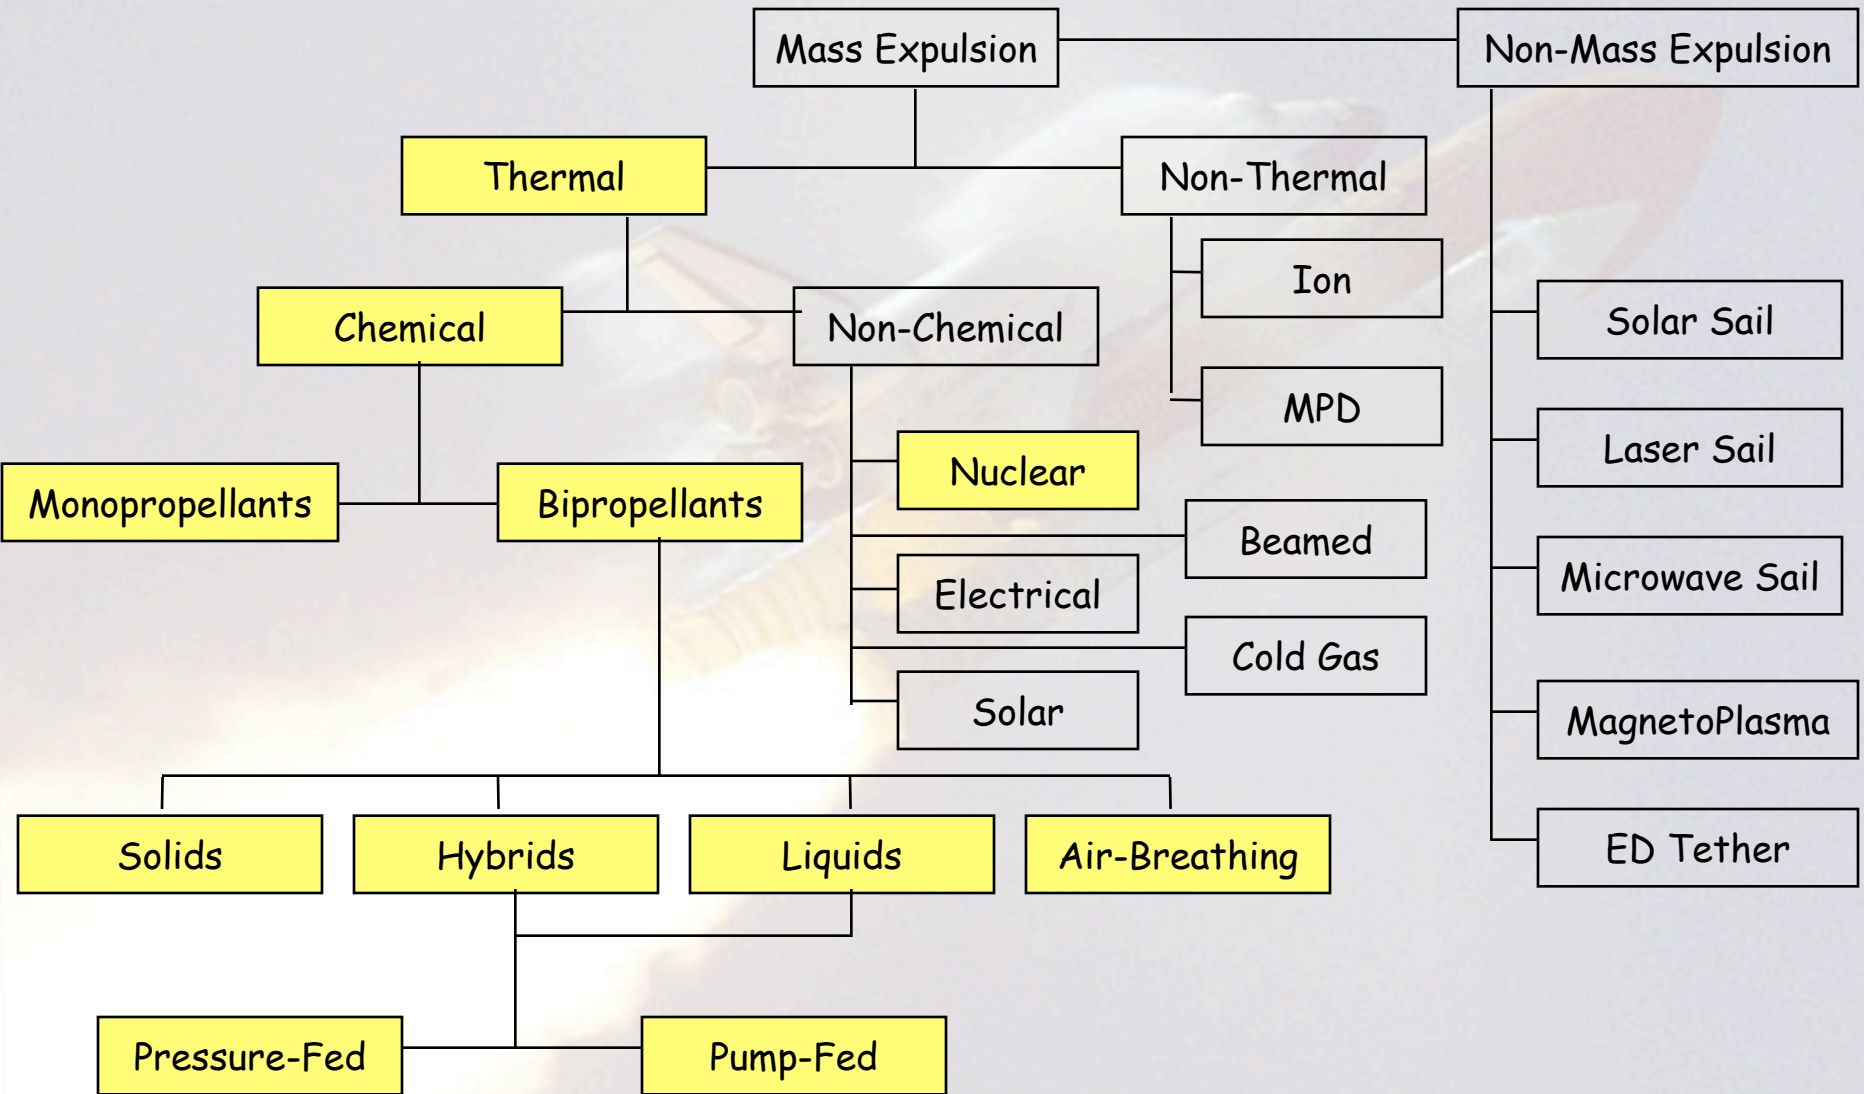 Mass Expulsion
Non-Mass Expulsion
Thermal
Non-Thermal
Ion
Chemical
Non-Chemical
Solar Sail
MPD
Laser Sail
Nuclear
Monopropellants
Bipropellants
Beamed
Microwave Sail
Electrical
Cold Gas
Solar
MagnetoPlasma
Solids
Hybrids
Liquids
Air-Breathing
ED Tether
Pressure-Fed
Pump-Fed